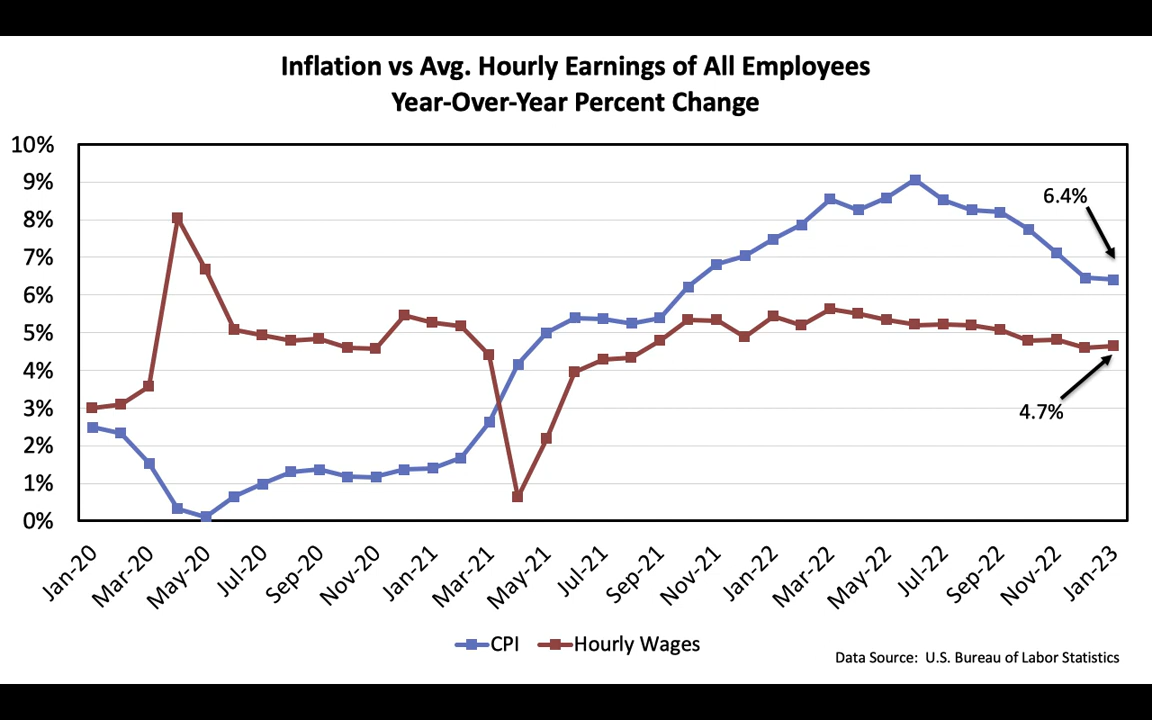 Inflation vs Avg. Hourly Earnings of All Employees
Year-Over-Year Percent Change
10%
9%
8%
7%
6%
5%
4%
3%
2%
1%
0%
6.4%
4.7%
Jan-20
Mar-20
May-20
Jul-20
Sep-20
Nov-20
Jan-21
Mar-21
May-21
Jul-21
Sep-21
Nov-21
Jan-22
Mar-22
May-22
Jul-22
Sep-22
Nov-22
Jan-23
CPI
Hourly Wages
Data Source: U.S. Bureau of Labor Statistics